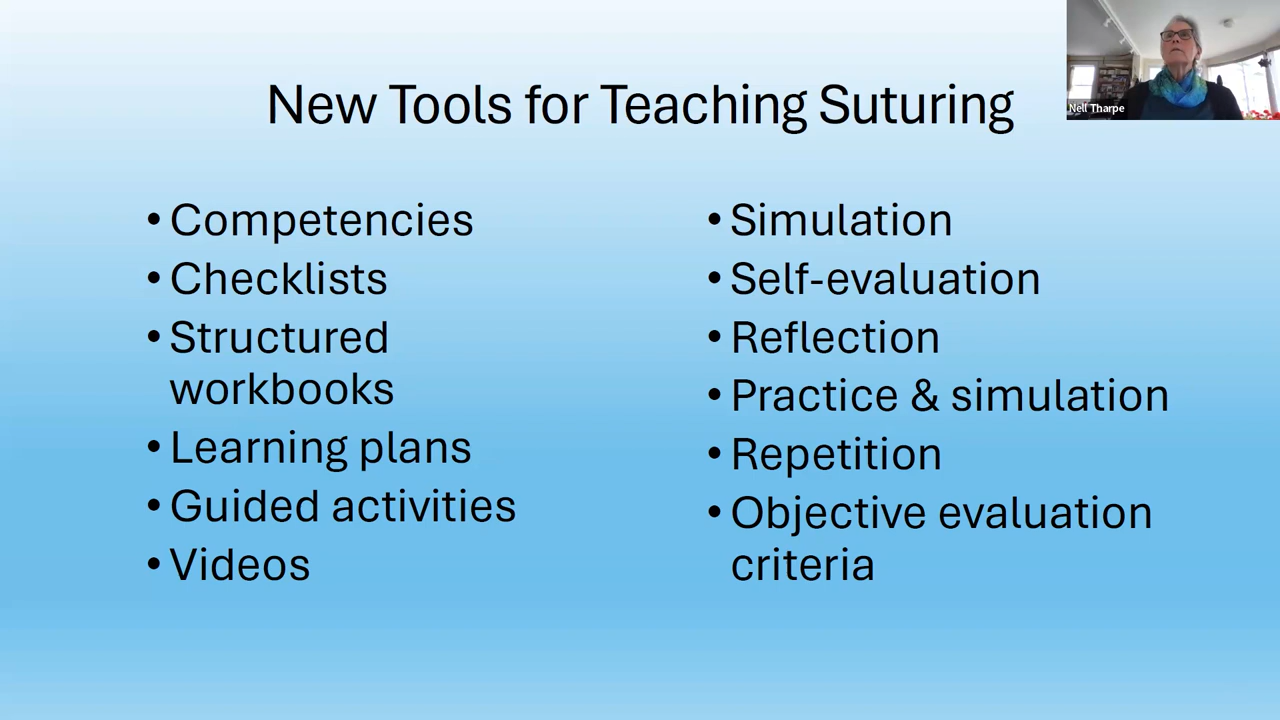 New Tools for Teaching Suturing
Nell Tharpe
• Competencies
• Checklists
• Structured
workbooks
• Learning plans
• Guided activities
• Videos
• Simulation
• Self-evaluation
• Reflection
• Practice & simulation
• Repetition
• Objective evaluation
criteria